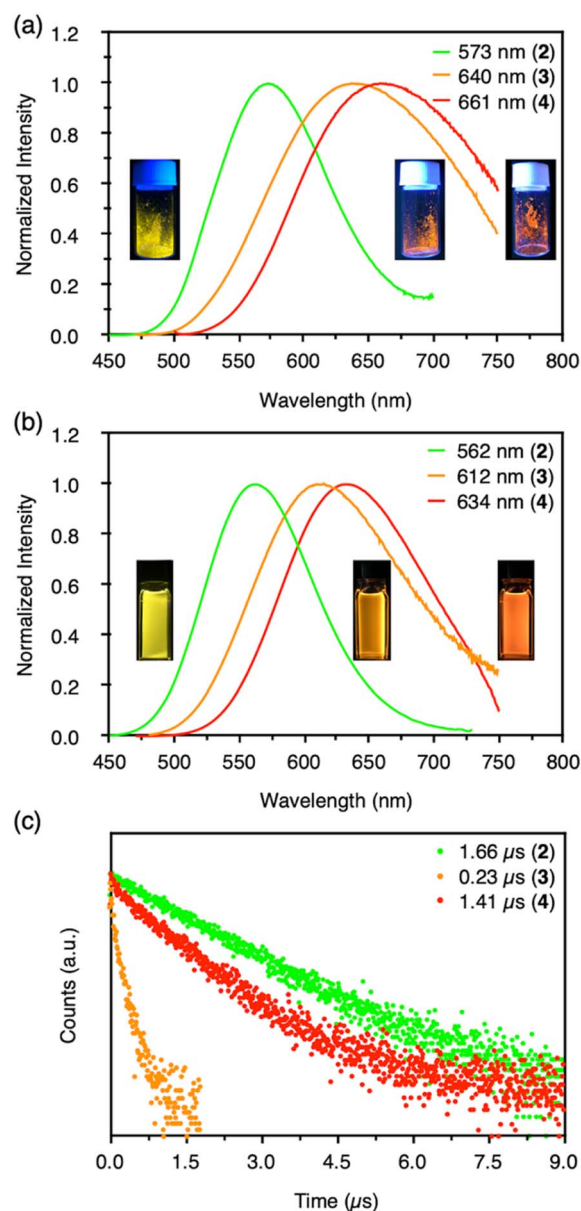 (a)
1.2
1.0
0.8
0.6
0.4
0.2
0.0
Normalized Intensity
573 nm (2)
640 nm (3)
661 nm (4)
450 500 550 600 650 700 750 800
Wavelength (nm)
(b)
1.2
1.0
0.8
0.6
0.4
0.2
0.0
Normalized Intensity
562 nm (2)
612 nm (3)
634 nm (4)
450 500 550 600 650 700 750 800
Wavelength (nm)
(c)
Counts (a.u.)
1.66 µs (2)
0.23 µs (3)
1.41 µs (4)
0.0 1.5 3.0 4.5 6.0 7.5 9.0
Time (µs)